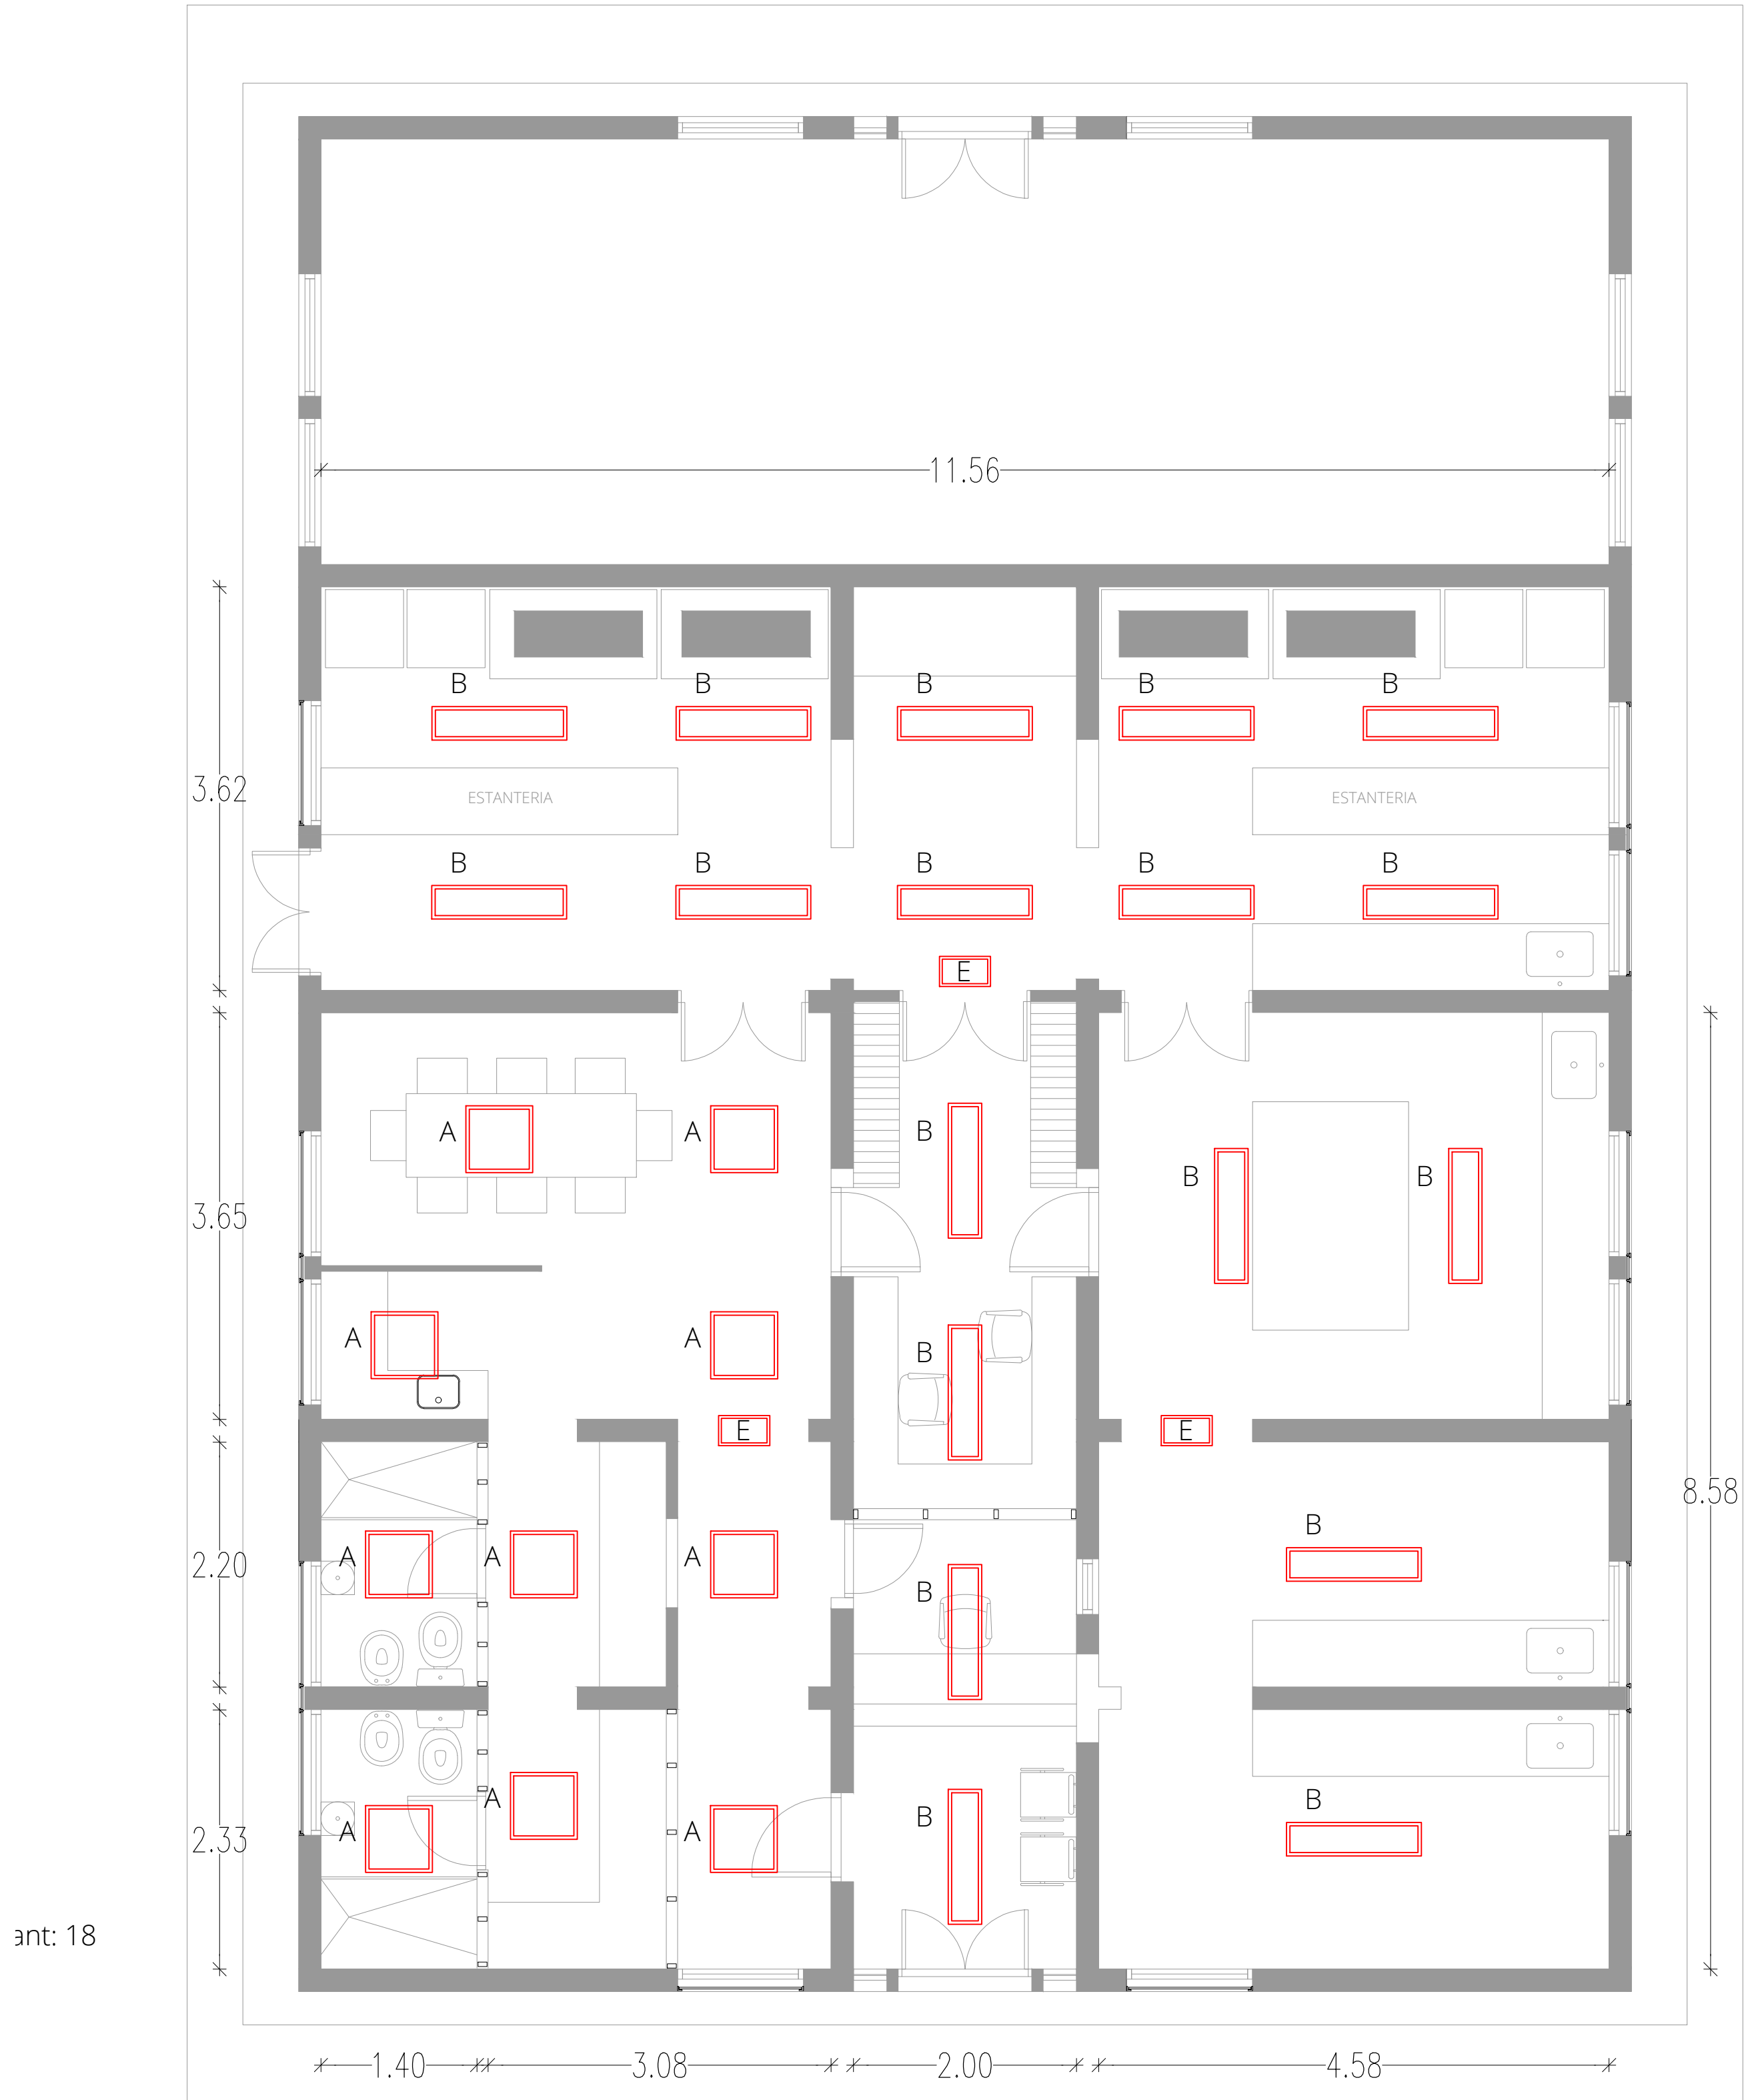 11.56
B B B B B
3.62
ESTANTERIA ESTANTERIA
B B B B B
E
A A B B B
3.65
A A B
E E
8.58
B
A A A B
2.20
A B
A A B
2.33
ant: 18
1.40 3.08 2.00 4.58